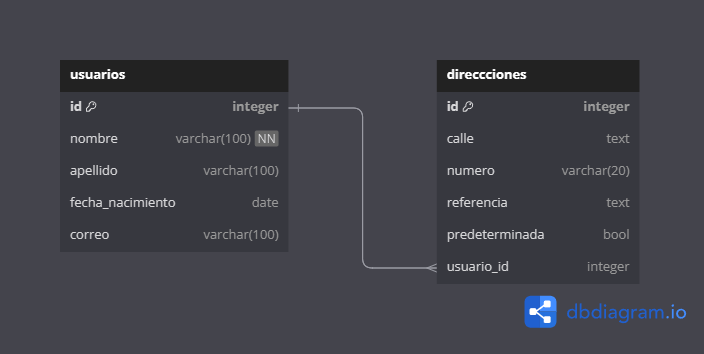 usuarios
id integer
nombre varchar(100) NN
apellido varchar(100)
fecha_nacimiento date
correo varchar(100)
direccciones
id integer
calle text
numero varchar(20)
referencia text
predeterminada bool
usuario_id integer
dbdiagram.io